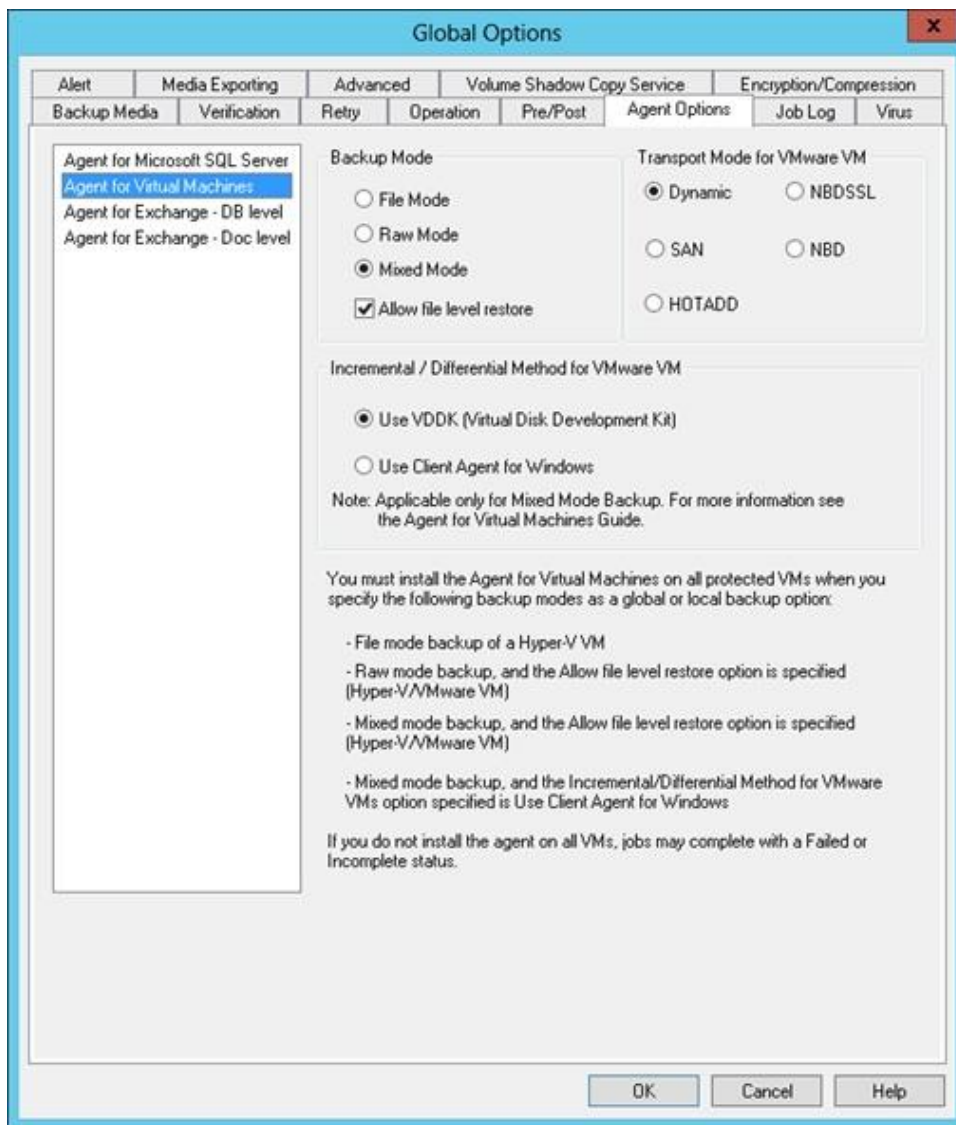 Global Options
x
Alert
Media Exporting
Advanced
Volume Shadow Copy Service
Encryption/Compression
Backup Media
Verification
Retry
Operation
Pre/Post
Agent Options
Job Log
Virus
Agent for Microsoft SQL Server
Agent for Virtual Machines
Agent for Exchange - DB level
Agent for Exchange - Doc level
Backup Mode
File Mode
Raw Mode
Mixed Mode
Allow file level restore
Transport Mode for VMware VM
Dynamic
NBDSSL
SAN
NBD
HOTADD
Incremental / Differential Method for VMware VM
Use VDDK (Virtual Disk Development Kit)
Use Client Agent for Windows
Note: Applicable only for Mixed Mode Backup. For more information see
the Agent for Virtual Machines Guide.
You must install the Agent for Virtual Machines on all protected VMs when you
specify the following backup modes as a global or local backup option:
- File mode backup of a Hyper-V VM
- Raw mode backup, and the Allow file level restore option is specified
(Hyper-V/VMware VM)
- Mixed mode backup, and the Allow file level restore option is specified
(Hyper-V/VMware VM)
- Mixed mode backup, and the Incremental/Differential Method for VMware
VMs option specified is Use Client Agent for Windows
If you do not install the agent on all VMs, jobs may complete with a Failed or
Incomplete status.
OK
Cancel
Help